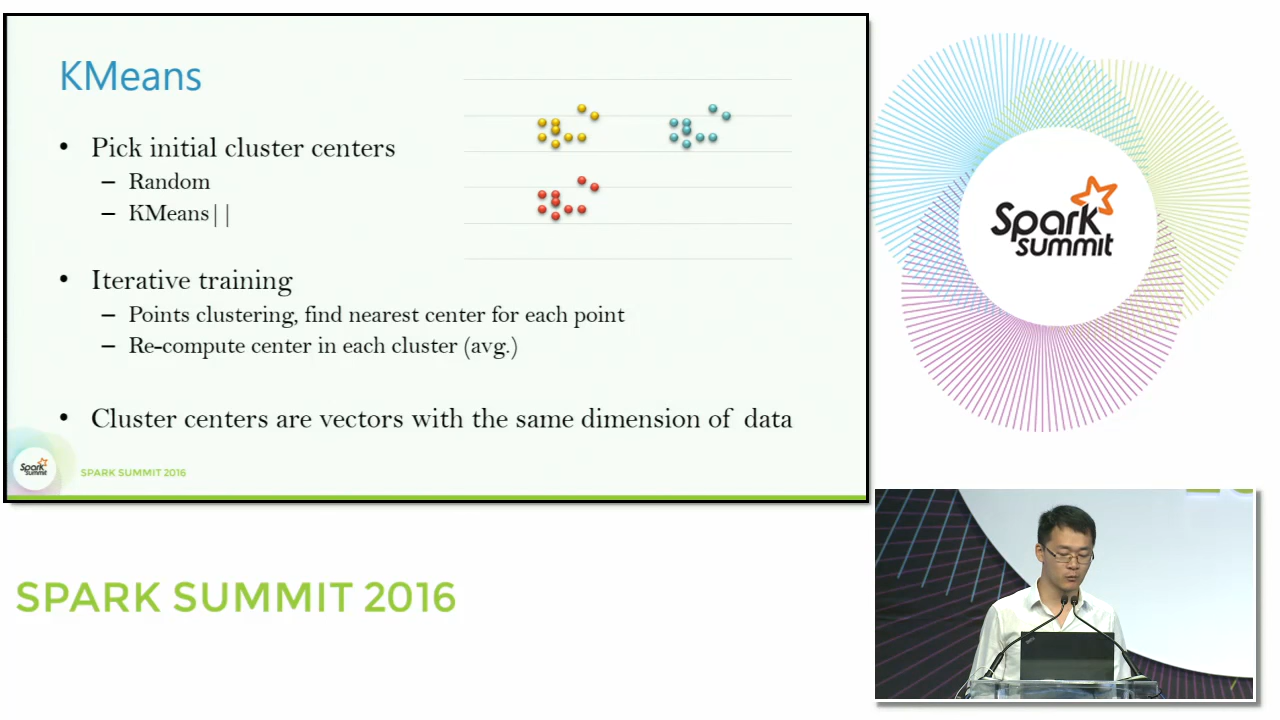 KMeans
• Pick initial cluster centers
– Random
– KMeans||
• Iterative training
– Points clustering, find nearest center for each point
– Re-compute center in each cluster (avg.)
• Cluster centers are vectors with the same dimension of data
Spark
summit
SPARK SUMMIT 2016
Spark
summit
SPARK SUMMIT 2016